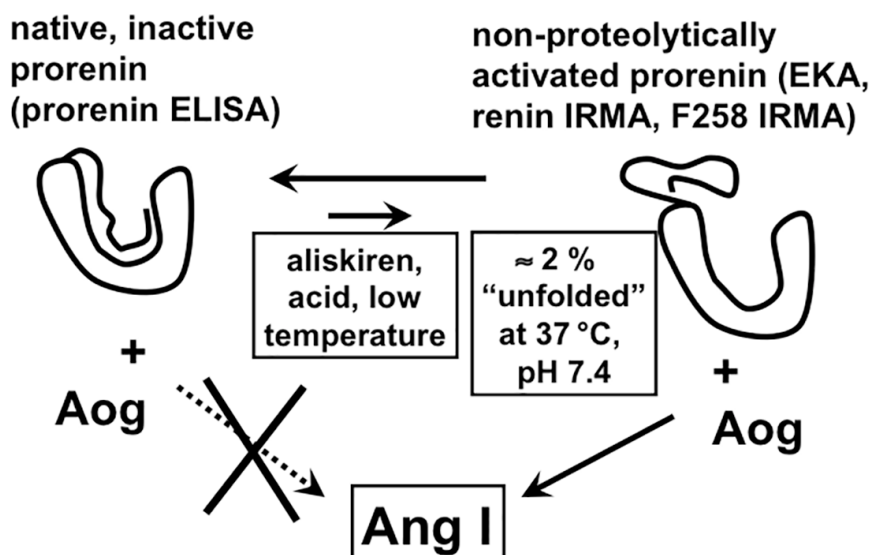 native, inactive
prorenin
(prorenin ELISA)
non-proteolytically
activated prorenin (EKA,
renin IRMA, F258 IRMA)
aliskiren,
acid, low
temperature
≈ 2 %
“unfolded”
at 37 °C,
pH 7.4
+
Aog
+
Aog
Ang I